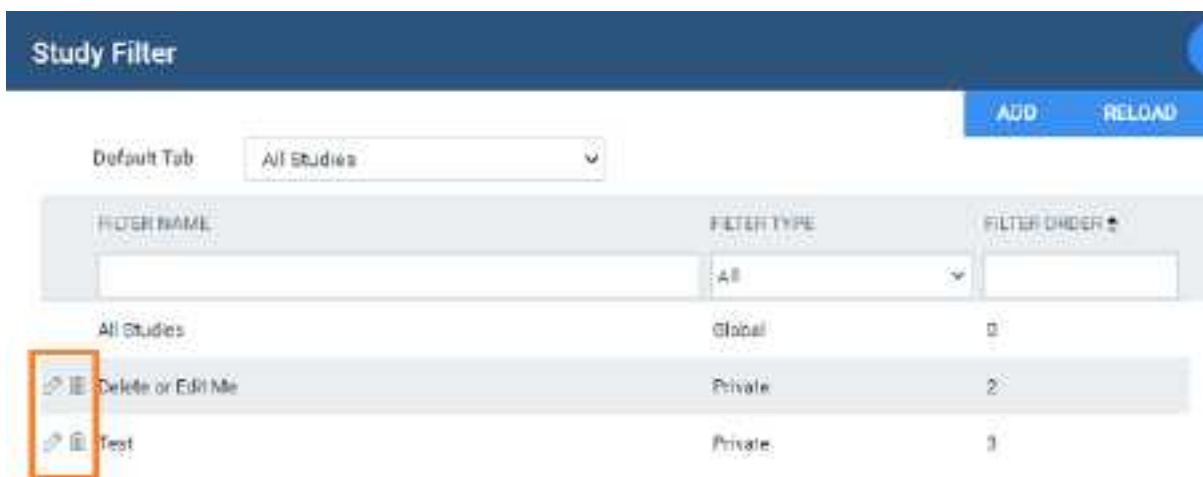 Study Filter
ADD RELOAD
Default Tab All Studies
FILTER NAME FILTER TYPE FILTER ORDER
All
All Studies Global 0
Delete or Edit Me Private 2
Test Private 3